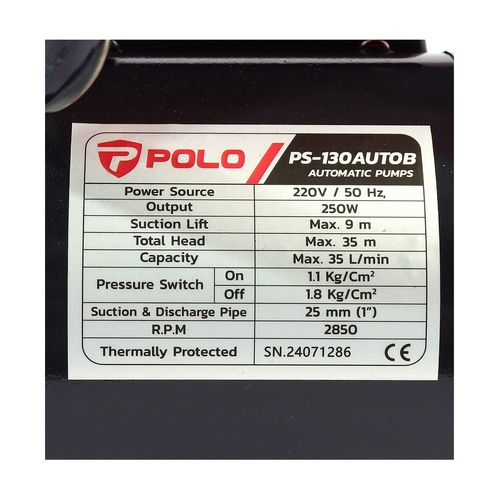 POLO PS-130AUTOB
AUTOMATIC PUMPS
Power Source 220V / 50 Hz,
Output 250W
Suction Lift Max. 9 m
Total Head Max. 35 m
Capacity Max. 35 L/min
Pressure Switch On 1.1 Kg/Cm²
Off 1.8 Kg/Cm²
Suction & Discharge Pipe 25 mm (1")
R.P.M 2850
Thermally Protected SN.24071286 CE